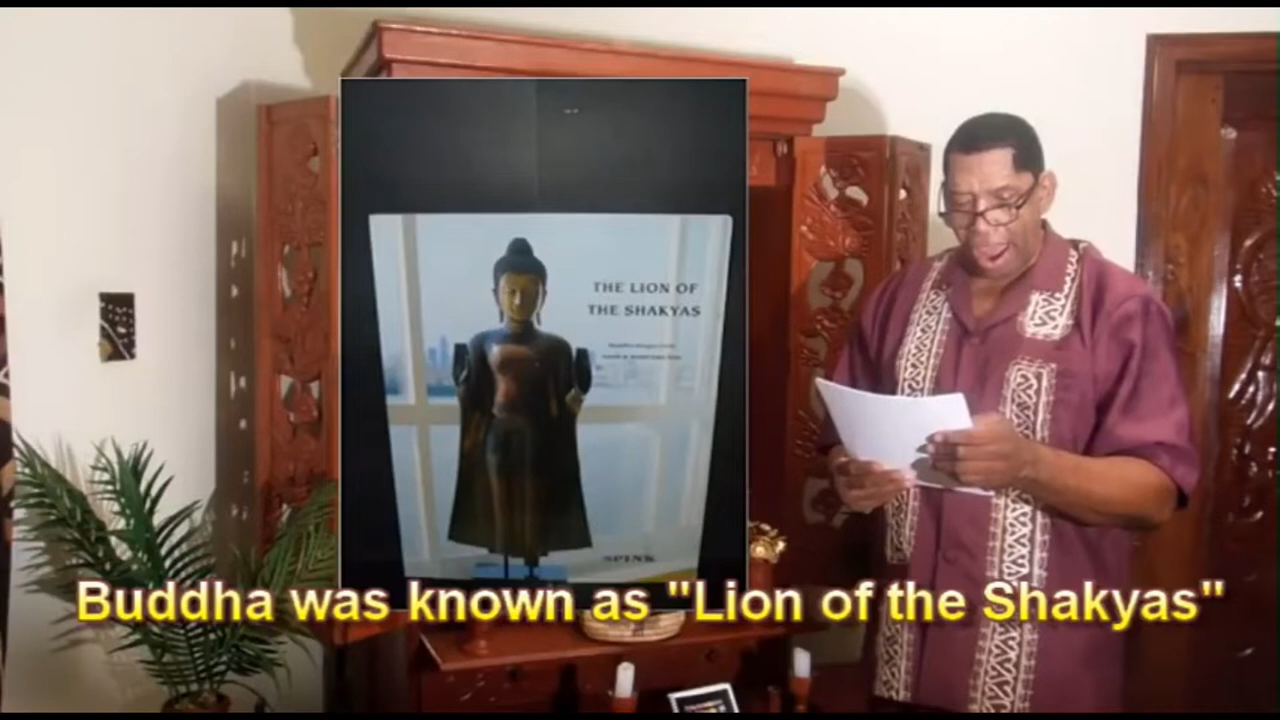 THE LION OF
THE SHAKYAS
SPINK
Buddha was known as "Lion of the Shakyas"